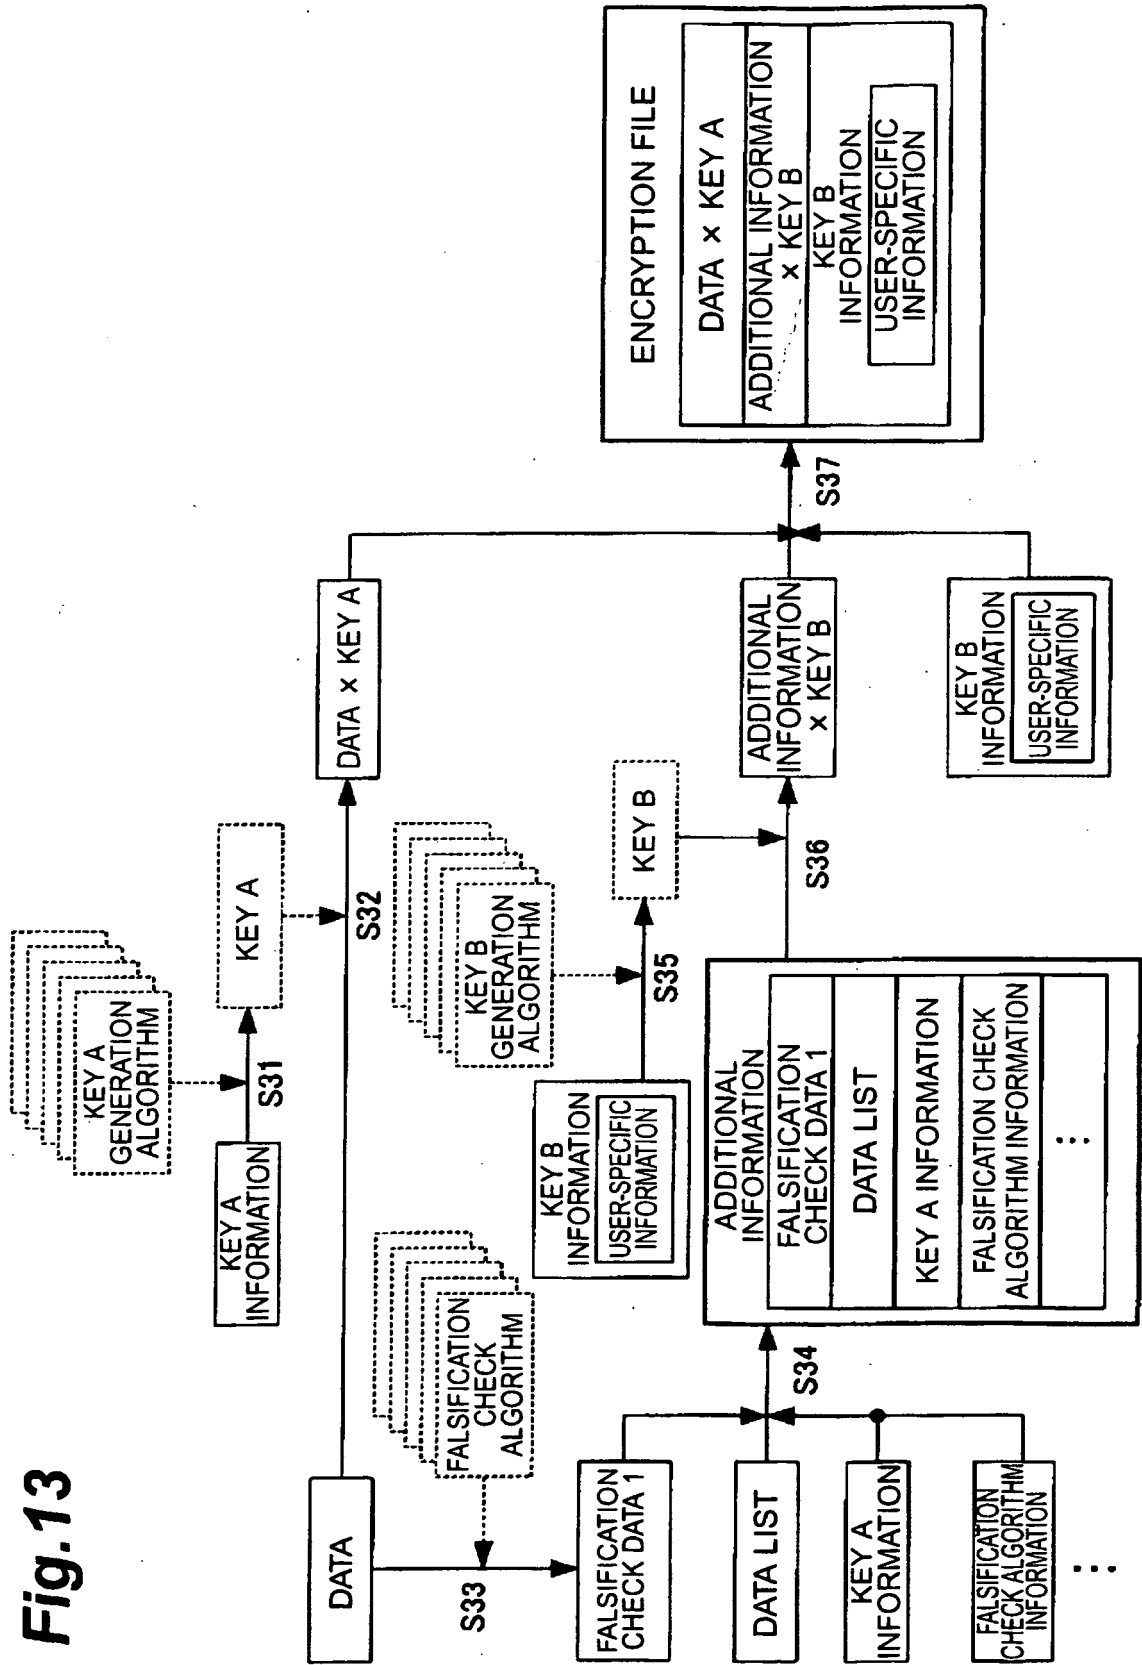 Fig.13
KEY A
GENERATION
ALGORITHM
KEY A
INFORMATION
S31
KEY A
DATA
S32
DATA × KEY A
S33
FALSIFICATION
CHECK
ALGORITHM
KEY B
GENERATION
ALGORITHM
KEY B
INFORMATION
USER-SPECIFIC
INFORMATION
S35
KEY B
FALSIFICATION
CHECK DATA 1
DATA LIST
KEY A
INFORMATION
FALSIFICATION
CHECK ALGORITHM
INFORMATION
⋮
S34
ADDITIONAL
INFORMATION
FALSIFICATION
CHECK DATA 1
DATA LIST
KEY A INFORMATION
FALSIFICATION CHECK
ALGORITHM INFORMATION
⋮
S36
ADDITIONAL
INFORMATION
× KEY B
KEY B
INFORMATION
USER-SPECIFIC
INFORMATION
S37
ENCRYPTION FILE
DATA × KEY A
ADDITIONAL INFORMATION
× KEY B
KEY B
INFORMATION
USER-SPECIFIC
INFORMATION